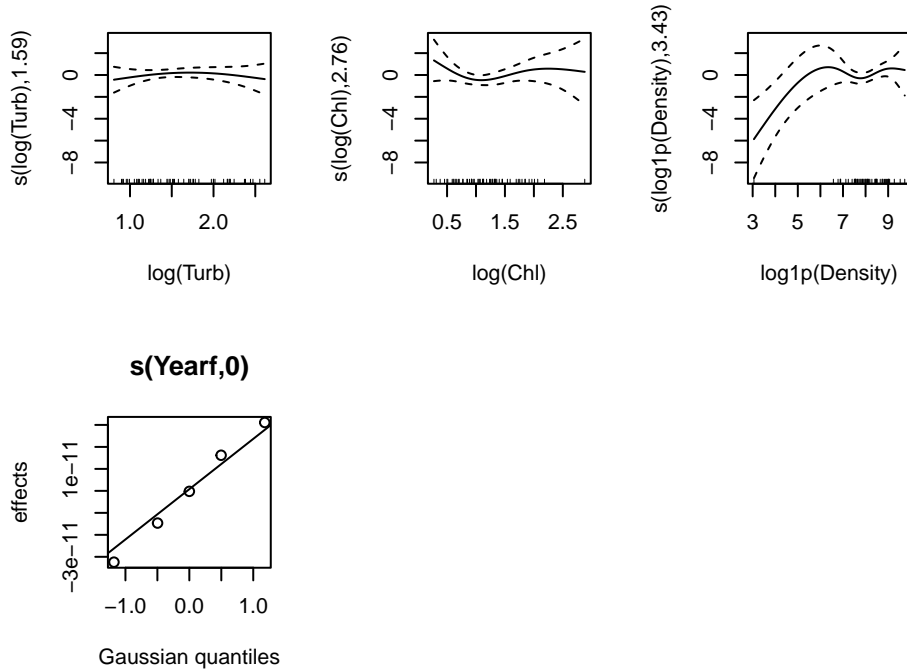 s(log(Turb),1.59)
0
−4
−8
1.0 2.0
log(Turb)
s(log(Chl),2.76)
0
−4
−8
0.5 1.5 2.5
log(Chl)
s(log1p(Density),3.43)
0
−4
−8
3 5 7 9
log1p(Density)
s(Yearf,0)
effects
1e−11
−3e−11
−1.0 0.0 1.0
Gaussian quantiles